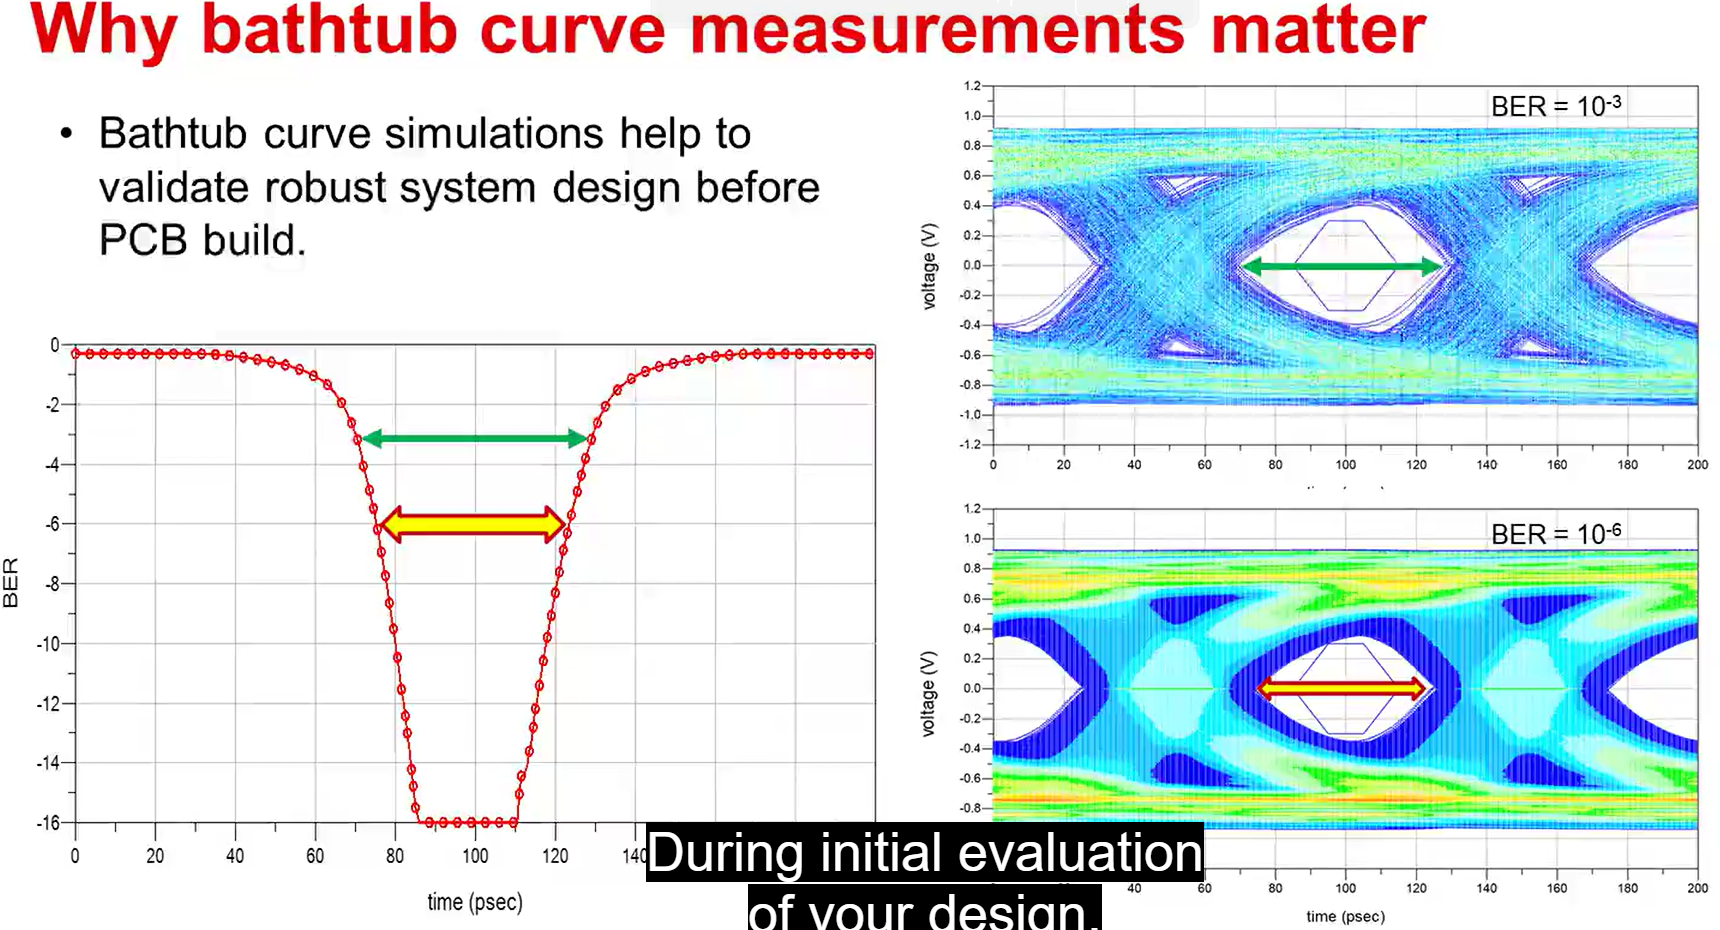 Why bathtub curve measurements matter
• Bathtub curve simulations help to
validate robust system design before
PCB build.
BER
0
-2
-4
-6
-8
-10
-12
-14
-16
0 20 40 60 80 100 120 140
time (psec)
BER = 10-3
voltage (V)
1.2
1.0
0.8
0.6
0.4
0.2
0.0
-0.2
-0.4
-0.6
-0.8
-1.0
-1.2
0 20 40 60 80 100 120 140 160 180 200
BER = 10-6
voltage (V)
1.2
1.0
0.8
0.6
0.4
0.2
0.0
-0.2
-0.4
-0.6
-0.8
40 60 80 100 120 140 160 180 200
time (psec)
During initial evaluation
of your design,